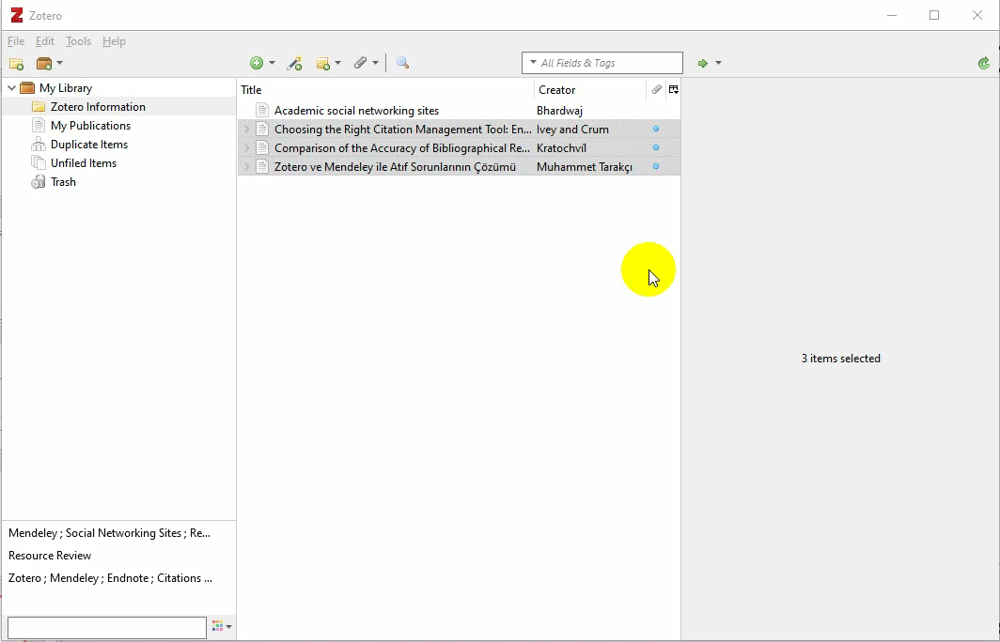 Zotero
File Edit Tools Help
All Fields & Tags
My Library
Zotero Information
My Publications
Duplicate Items
Unfiled Items
Trash
Title Creator
Academic social networking sites Bhardwaj
Choosing the Right Citation Management Tool: En... Ivey and Crum
Comparison of the Accuracy of Bibliographical Re... Kratochvíl
Zotero ve Mendeley ile Atıf Sorunlarının Çözümü Muhammet Tarakçı
3 items selected
Mendeley ; Social Networking Sites ; Re...
Resource Review
Zotero ; Mendeley ; Endnote ; Citations ...